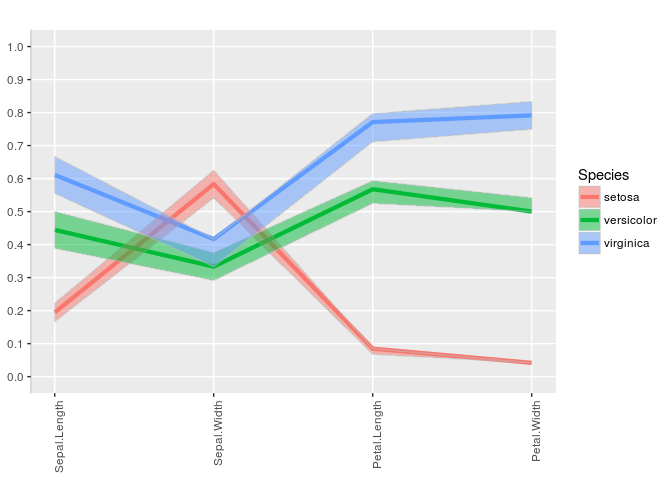 1.0
0.9
0.8
0.7
0.6
0.5
0.4
0.3
0.2
0.1
0.0
Sepal.Length
Sepal.Width
Petal.Length
Petal.Width
Species
setosa
versicolor
virginica